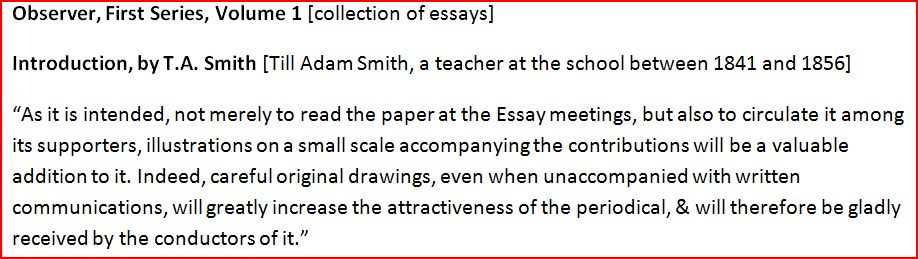 Observer, First Series, Volume 1 [collection of essays]
Introduction, by T.A. Smith [Till Adam Smith, a teacher at the school between 1841 and 1856]
“As it is intended, not merely to read the paper at the Essay meetings, but also to circulate it among
its supporters, illustrations on a small scale accompanying the contributions will be a valuable
addition to it. Indeed, careful original drawings, even when unaccompanied with written
communications, will greatly increase the attractiveness of the periodical, & will therefore be gladly
received by the conductors of it.”